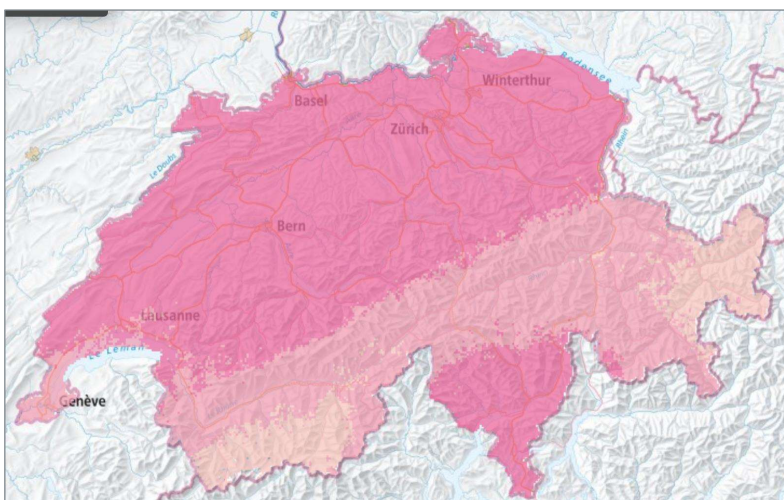 Bodensee
Winterthur
Basel
Zürich
Rhein
Le Doubs
Bern
Lausanne
Le Léman
Genève